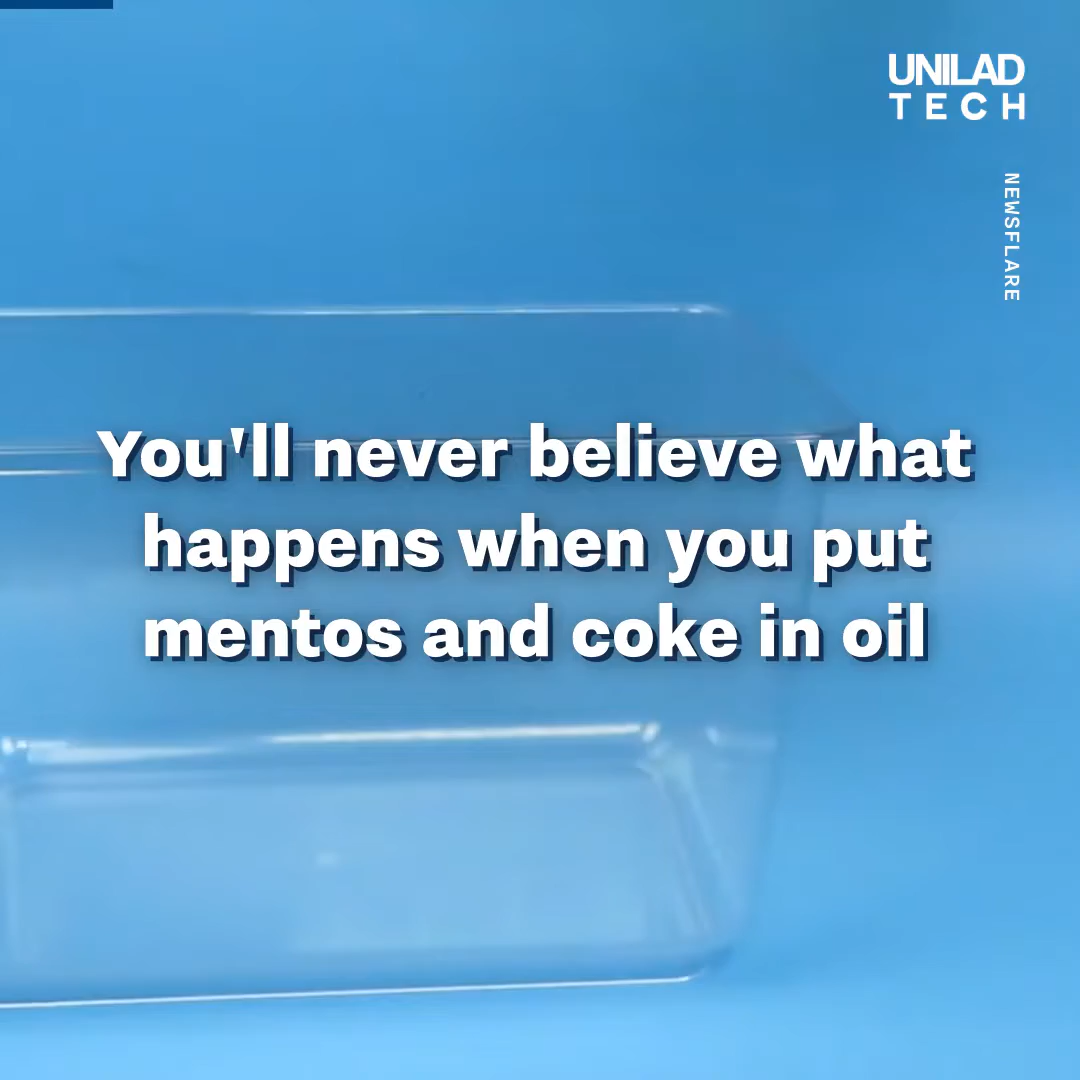 UNILAD
TECH
NEWSFLARE
You'll never believe what
happens when you put
mentos and coke in oil